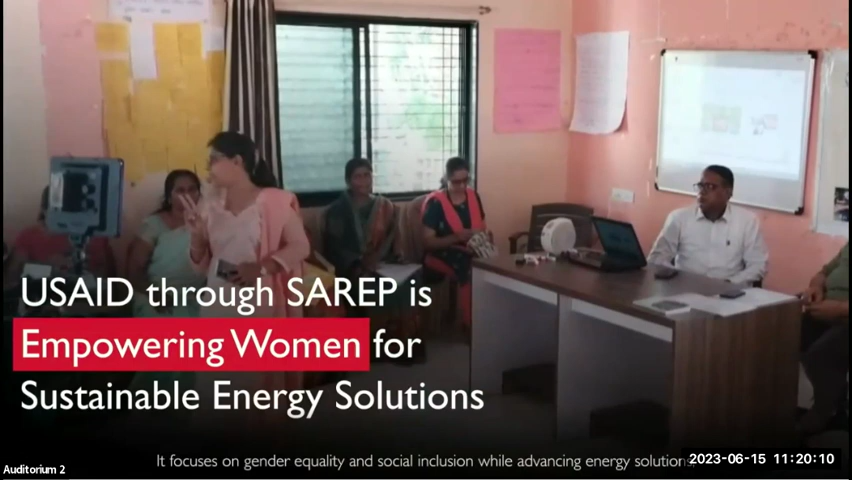 USAID through SAREP is
Empowering Women for
Sustainable Energy Solutions
It focuses on gender equality and social inclusion while advancing energy solutions.
2023-06-15 11:20:10
Auditorium 2